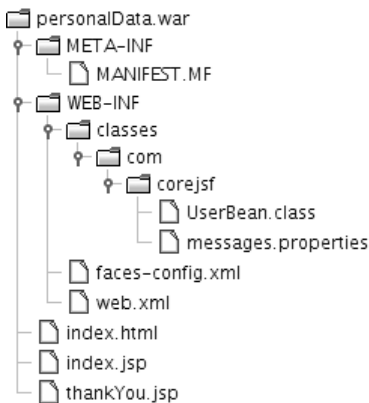 personalData.war
META-INF
MANIFEST.MF
WEB-INF
classes
com
corejsf
UserBean.class
messages.properties
faces-config.xml
web.xml
index.html
index.jsp
thankYou.jsp